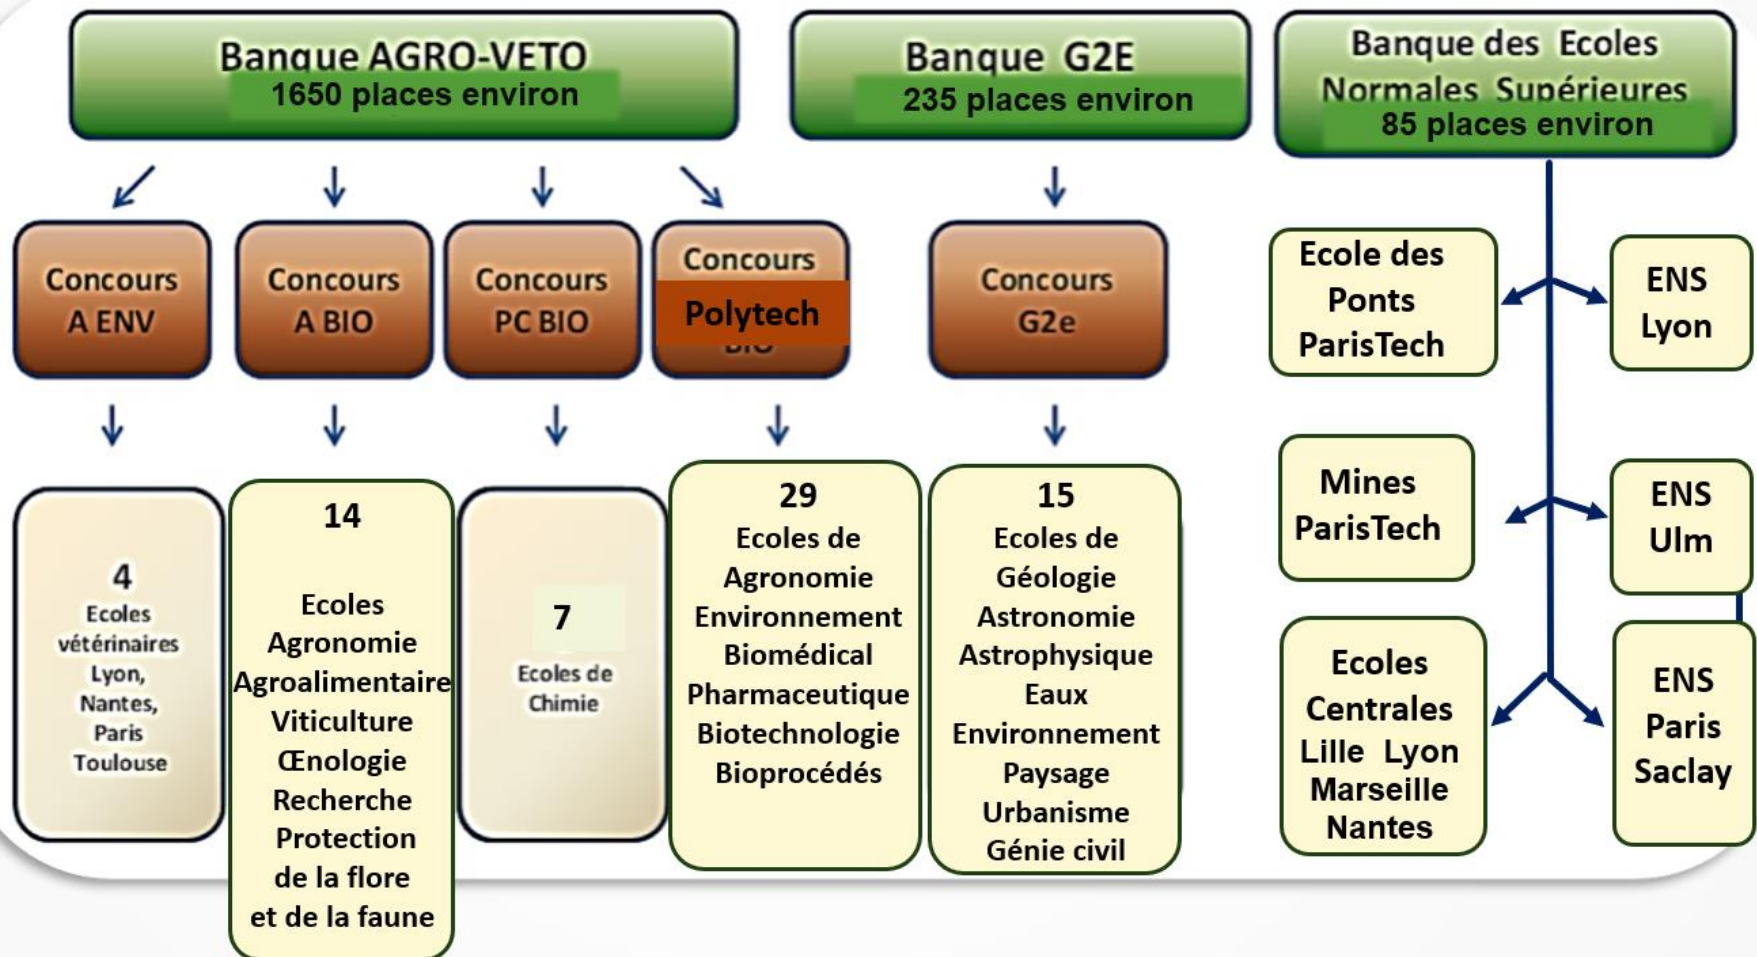 Banque AGRO-VETO
1650 places environ
Banque G2E
235 places environ
Banque des Ecoles
Normales Supérieures
85 places environ
Concours
A ENV
Concours
A BIO
Concours
PC BIO
Concours
Polytech
BIO
Concours
G2e
4
Ecoles
vétérinaires
Lyon,
Nantes,
Paris
Toulouse
14
Ecoles
Agronomie
Agroalimentaire
Viticulture
Œnologie
Recherche
Protection
de la flore
et de la faune
7
Ecoles de
Chimie
29
Ecoles de
Agronomie
Environnement
Biomédical
Pharmaceutique
Biotechnologie
Bioprocédés
15
Ecoles de
Géologie
Astronomie
Astrophysique
Eaux
Environnement
Paysage
Urbanisme
Génie civil
Ecole des
Ponts
ParisTech
ENS
Lyon
Mines
ParisTech
ENS
Ulm
Ecoles
Centrales
Lille Lyon
Marseille
Nantes
ENS
Paris
Saclay